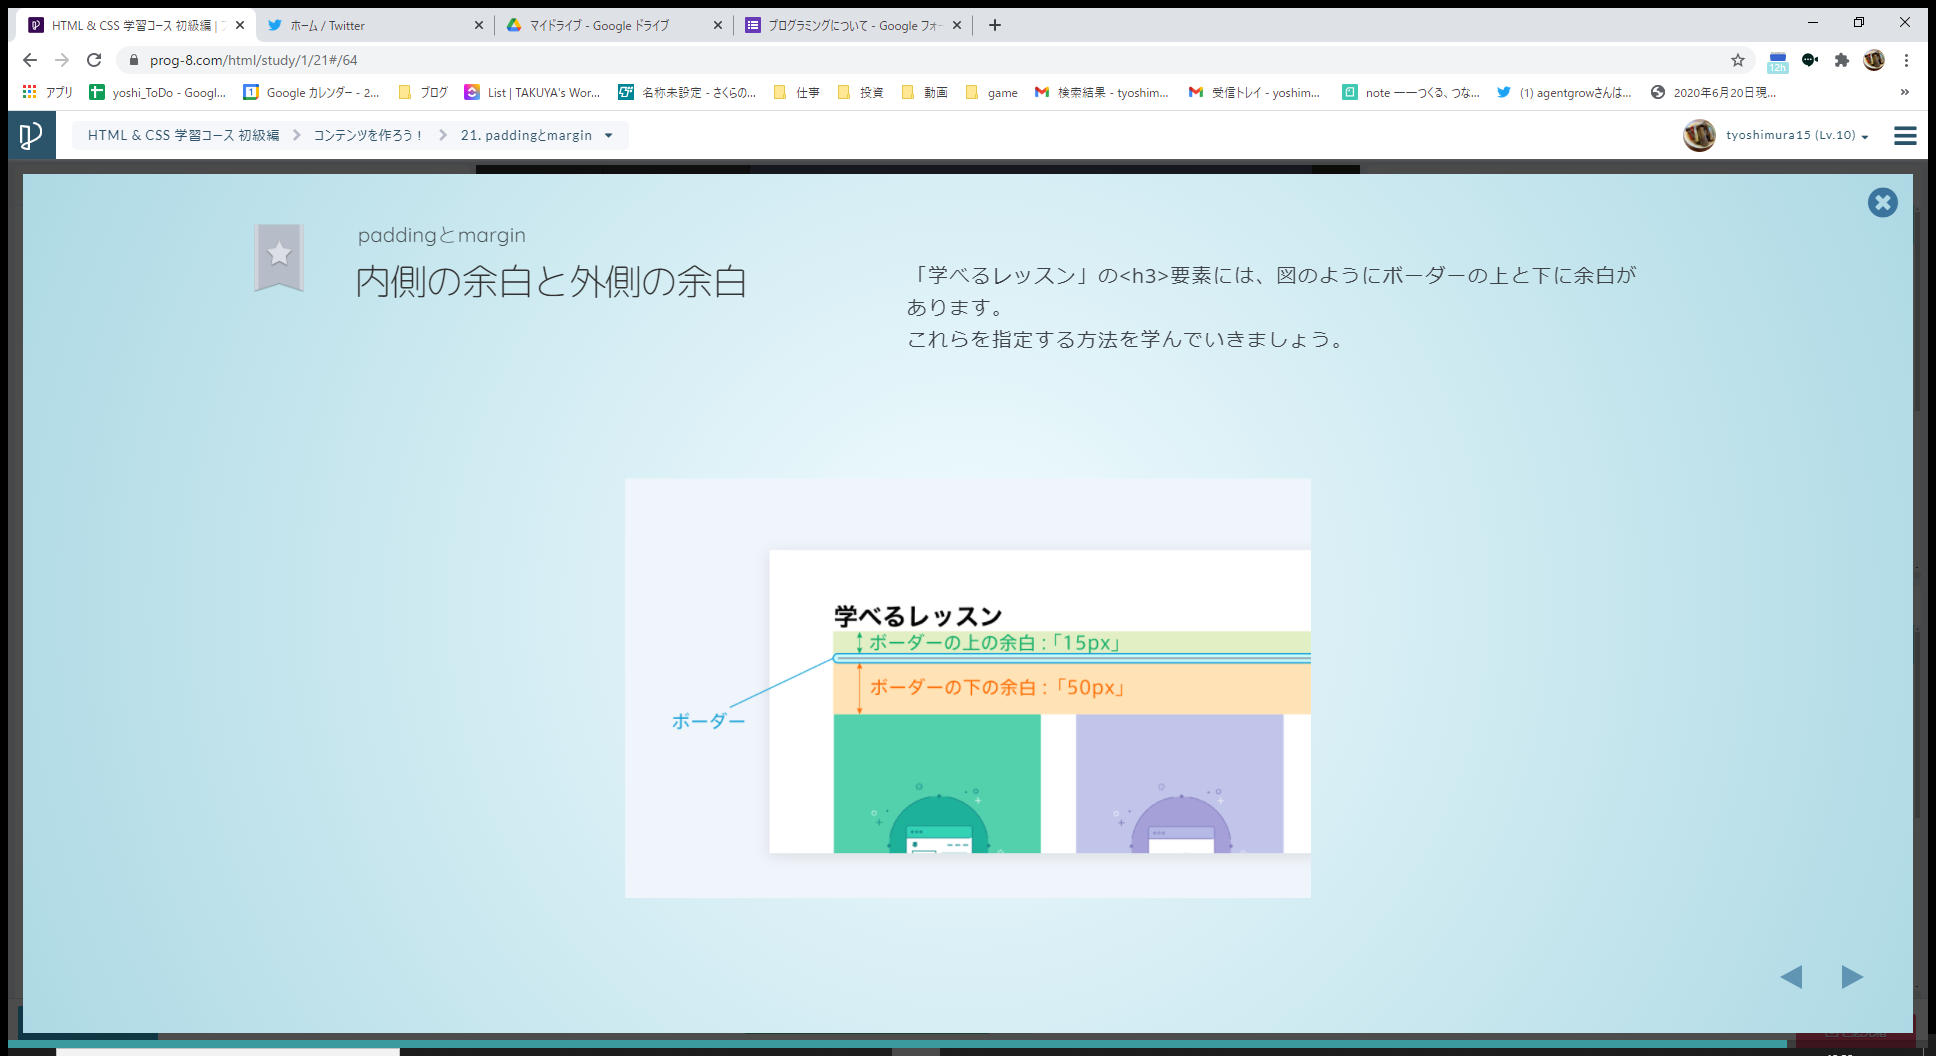 HTML & CSS 学習コース 初級編 |
ホーム / Twitter
マイドライブ - Google ドライブ
プログラミングについて - Google フォー
prog-8.com/html/study/1/21#/64
12h
アプリ
yoshi_ToDo - Googl...
Google カレンダー - 2...
ブログ
List | TAKUYA's Wor...
名称未設定 - さくらの...
仕事
投資
動画
game
検索結果 - tyoshim...
受信トレイ - yoshim...
note ――つくる、つな...
(1) agentgrowさんは...
2020年6月20日現...
»
HTML & CSS 学習コース 初級編
コンテンツを作ろう！
21. paddingとmargin
tyoshimura15 (Lv.10)
paddingとmargin
内側の余白と外側の余白
「学べるレッスン」の<h3>要素には、図のようにボーダーの上と下に余白が
あります。
これらを指定する方法を学んでいきましょう。
学べるレッスン
ボーダーの上の余白 :「15px」
ボーダーの下の余白 :「50px」
ボーダー